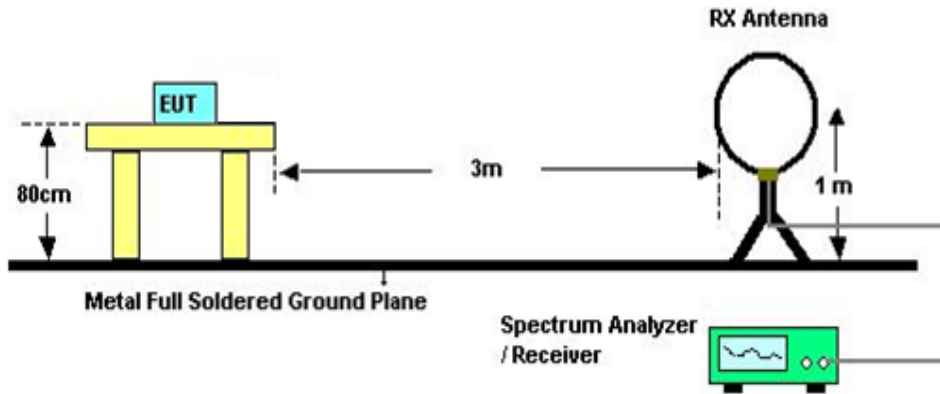 RX Antenna
EUT
80cm
3m
1 m
Metal Full Soldered Ground Plane
Spectrum Analyzer
/ Receiver